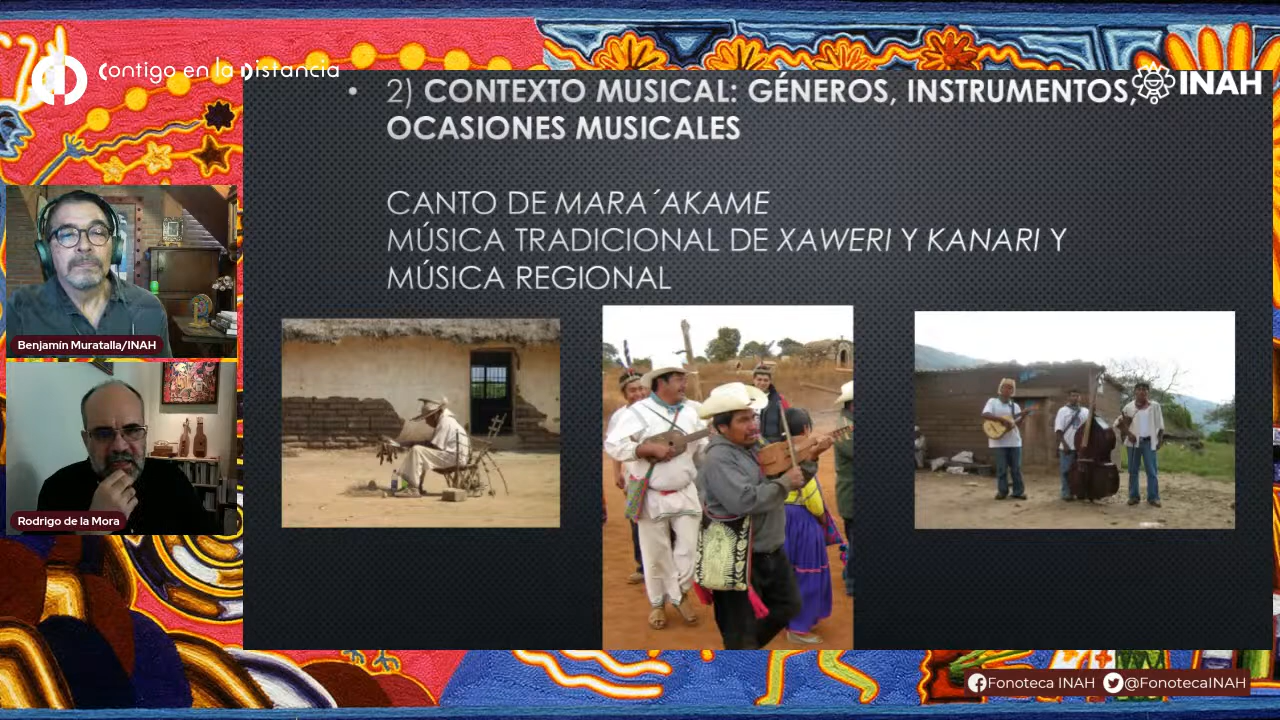 Contigo en la Distancia
INAH
• 2) CONTEXTO MUSICAL: GÉNEROS, INSTRUMENTOS,
OCASIONES MUSICALES
CANTO DE MARA´AKAME
MÚSICA TRADICIONAL DE XAWERI Y KANARI Y
MÚSICA REGIONAL
Benjamín Muratalla/INAH
Rodrigo de la Mora
Fonoteca INAH @FonotecaINAH